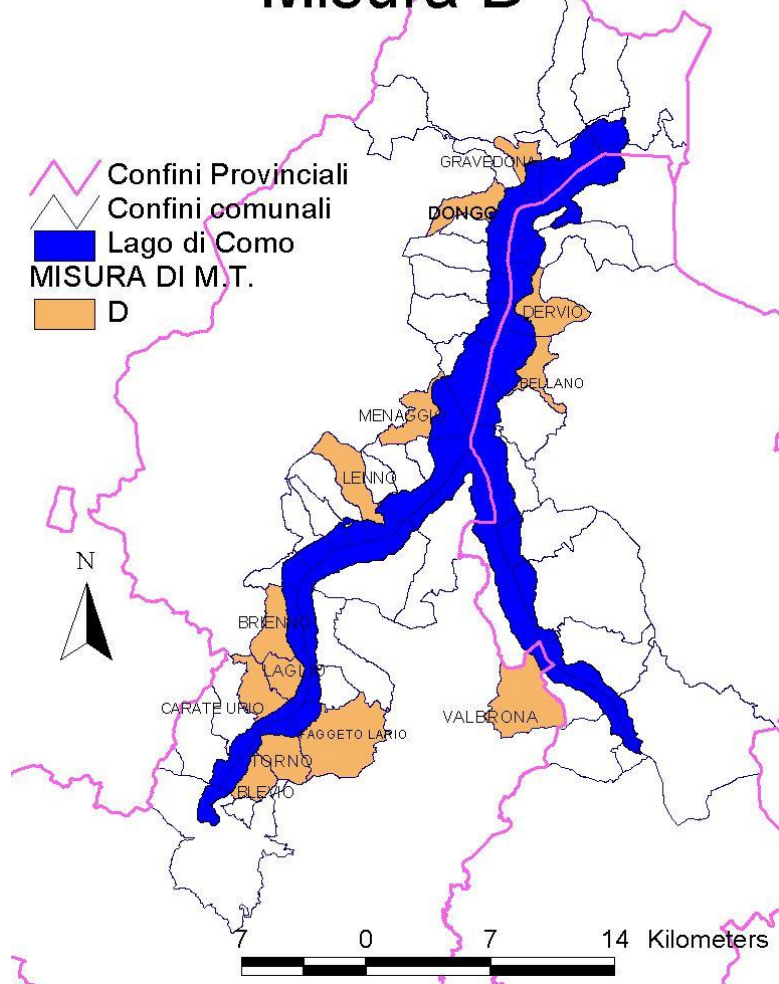 Misura D
GRAVEDONA
Confini Provinciali
Confini comunali
DONGO
Lago di Como
MISURA DI M.T.
D
DERVIO
BELLANO
MENAGGIO
LENNO
N
BRIENNO
LAGLIO
CARATE URIO
VALBRONA
FAGGETO LARIO
TORNO
BLEVIO
7 0 7 14 Kilometers